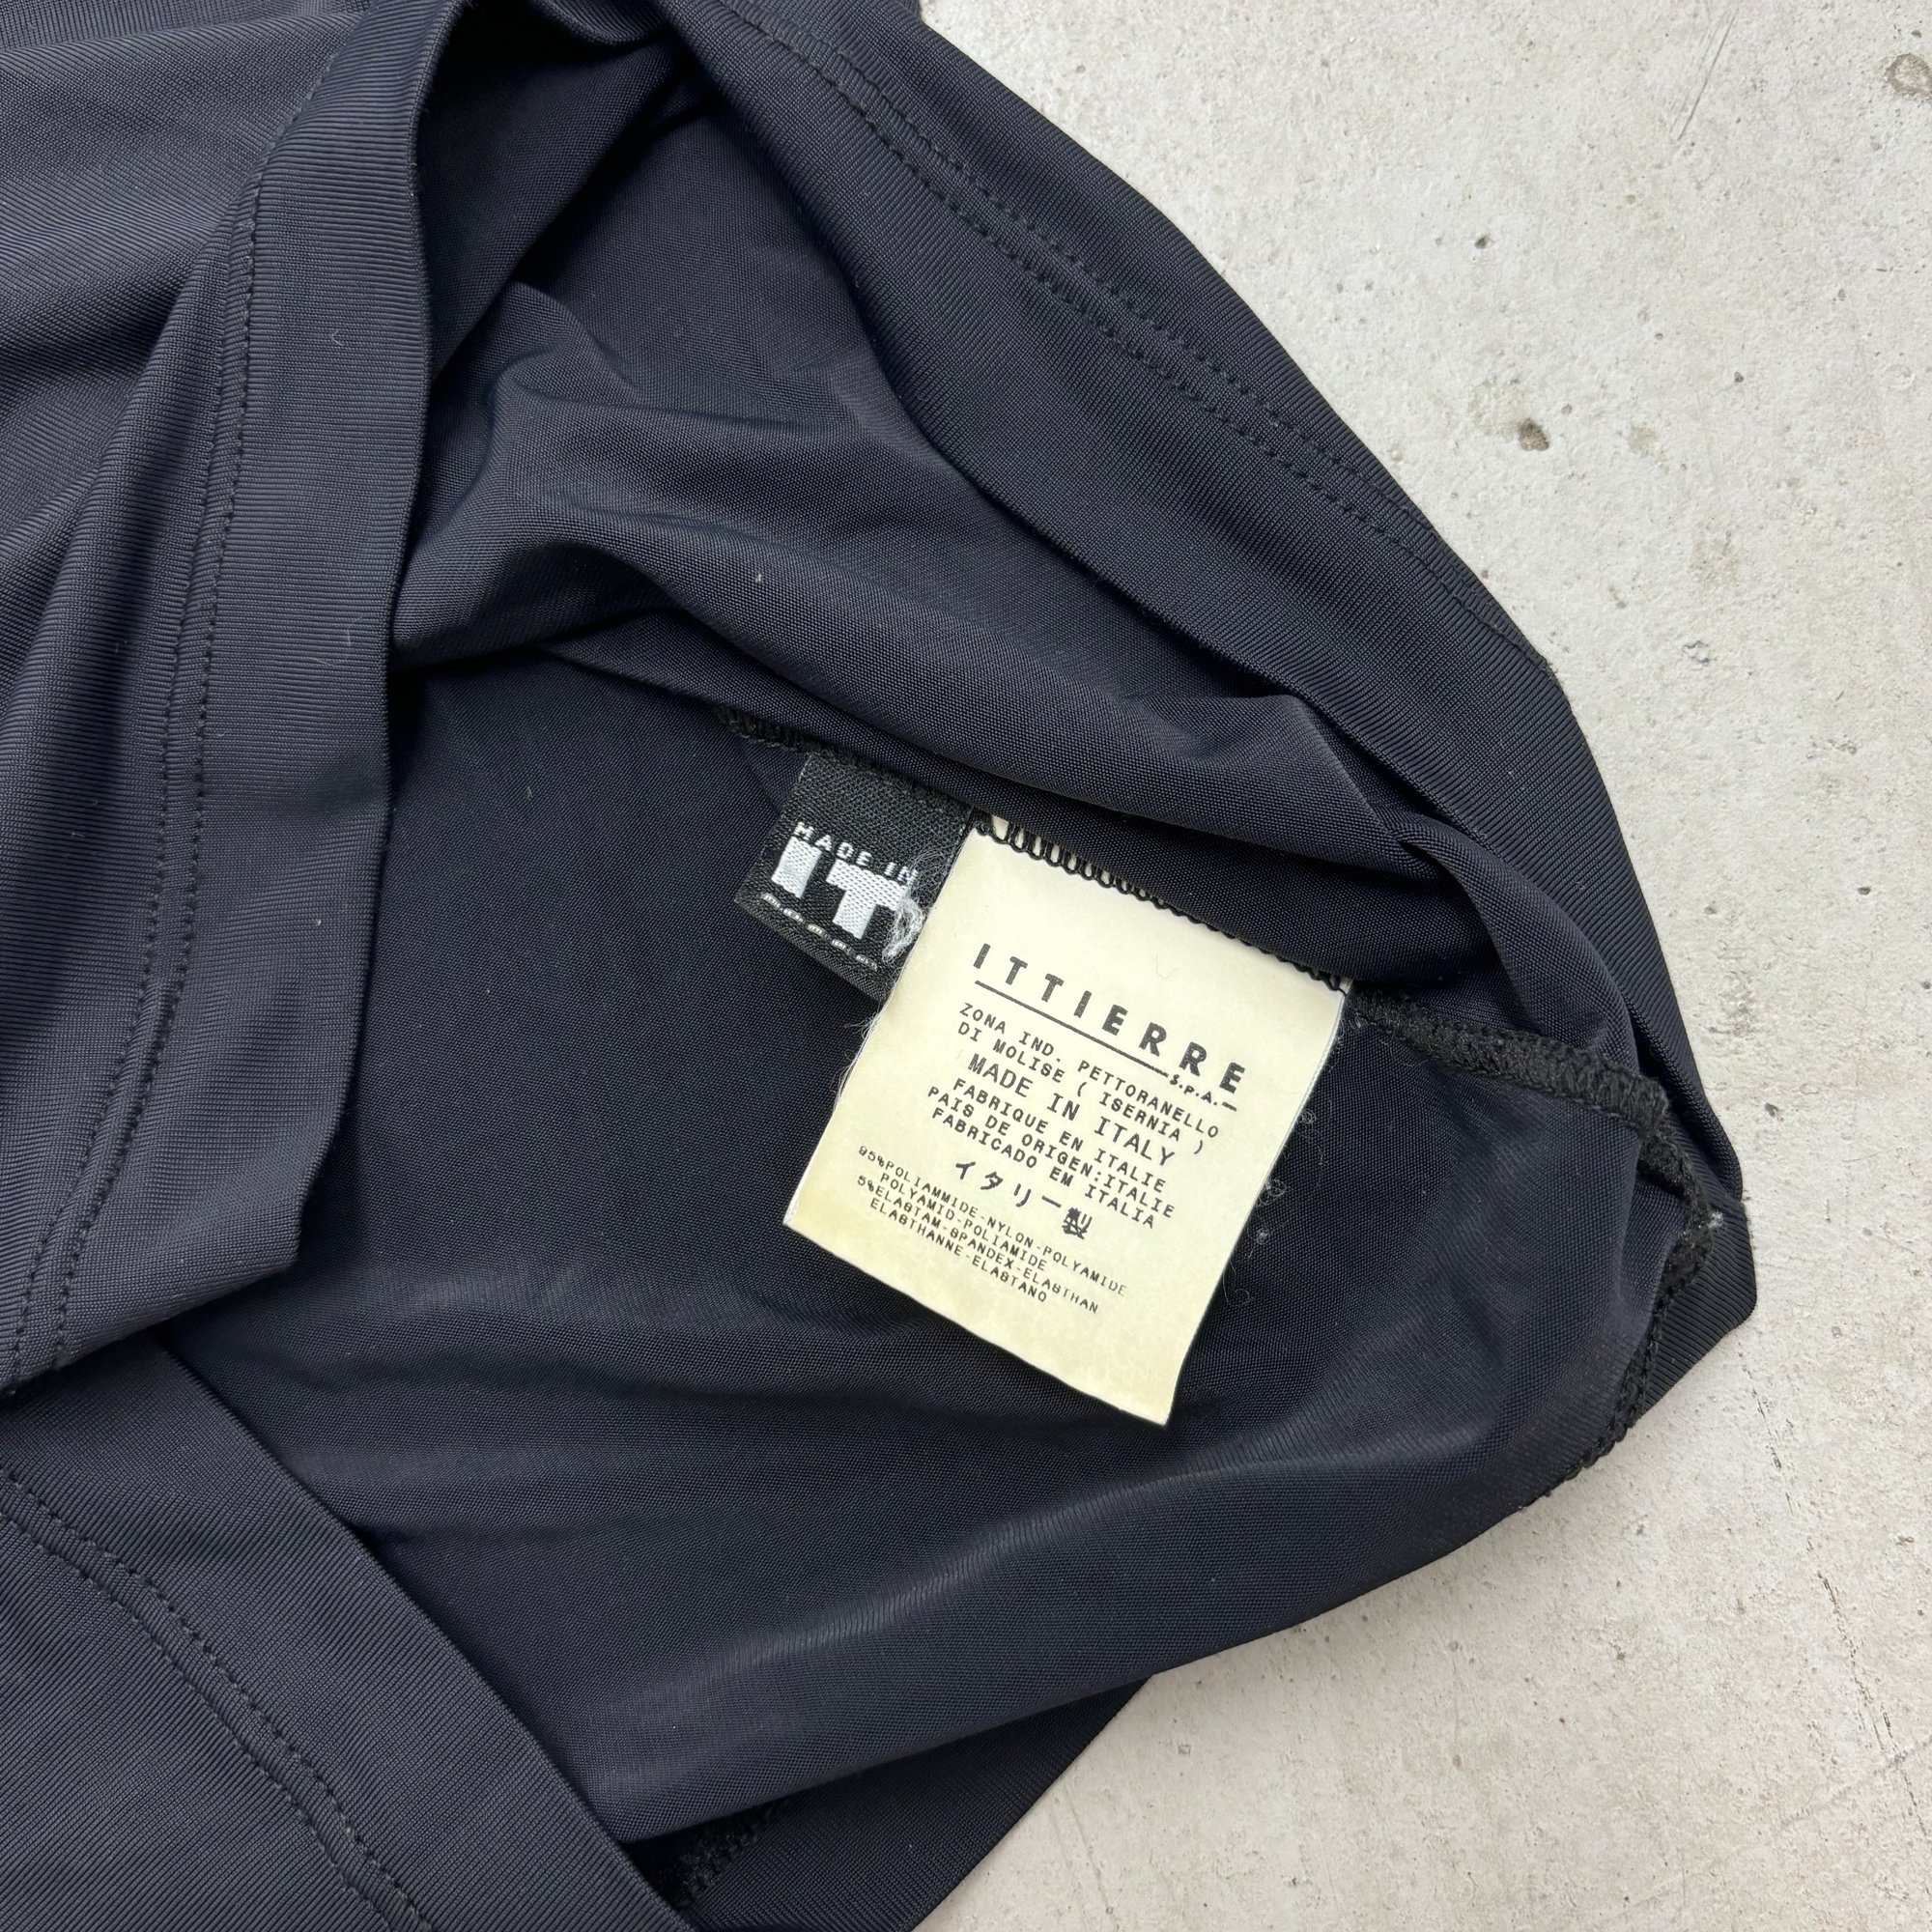 MADE IN
IT
ITTIERRE
S.P.A.
ZONA IND. PETTORANELLO
DI MOLISE ( ISERNIA )
MADE IN ITALY
FABRIQUE EN ITALIE
PAIS DE ORIGEN:ITALIE
FABRICADO EM ITALIA
イタリー製
95%POLIAMMIDE-NYLON-POLYAMIDE
POLYAMID-POLIAMIDE
5%ELASTAM-SPANDEX-ELASTHAN
ELASTHANNE-ELASTANO